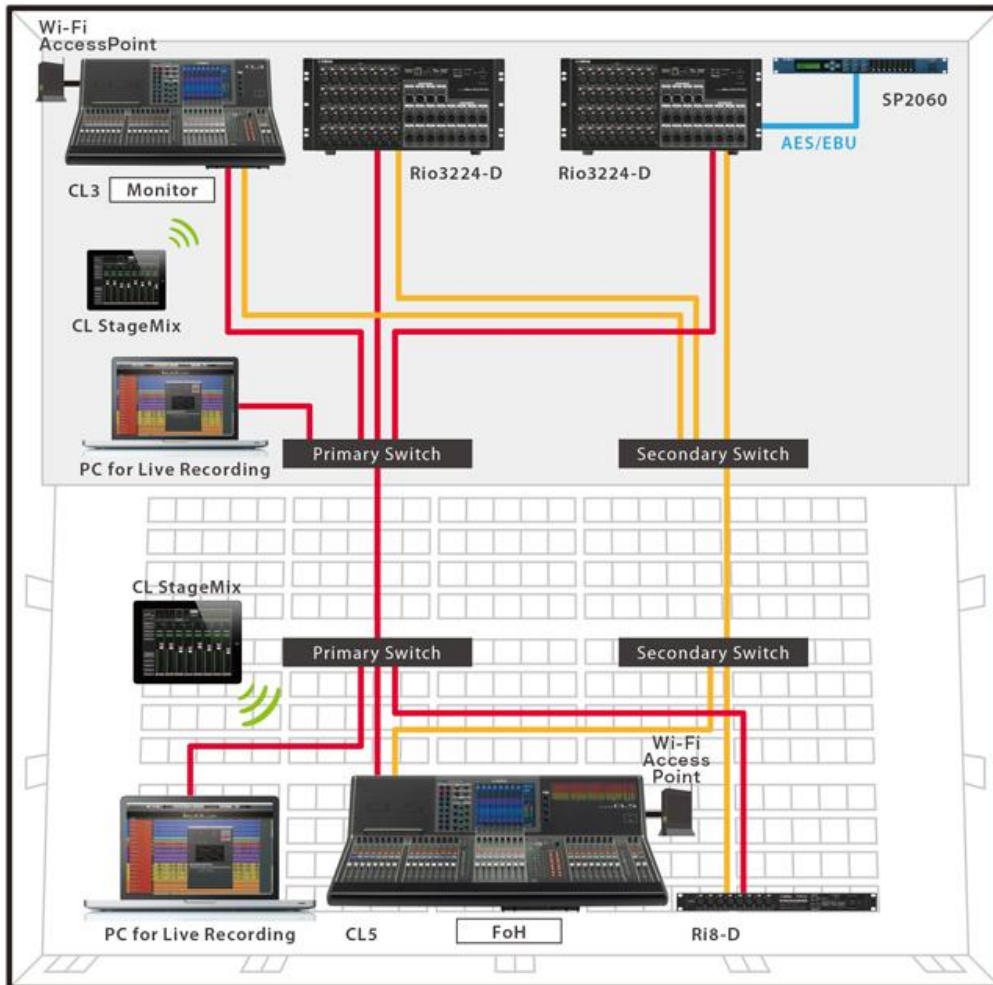 Wi-Fi
AccessPoint
SP2060
AES/EBU
Rio3224-D
Rio3224-D
CL3
Monitor
CL StageMix
PC for Live Recording
Primary Switch
Secondary Switch
CL StageMix
Primary Switch
Secondary Switch
Wi-Fi
Access
Point
PC for Live Recording
CL5
FoH
Ri8-D